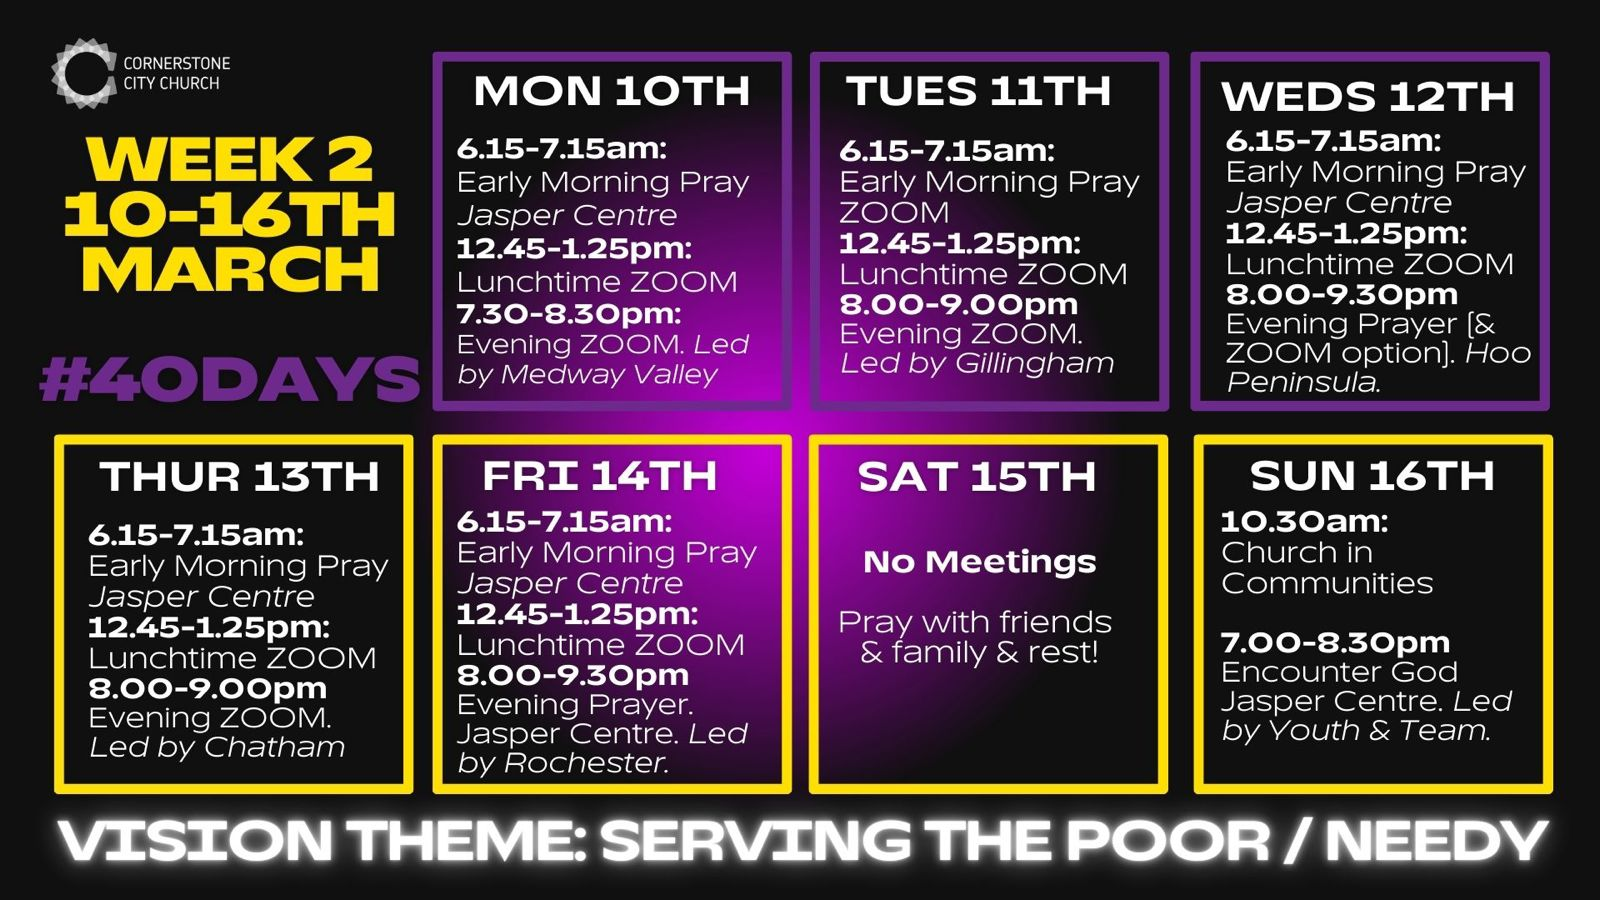 CORNERSTONE
CITY CHURCH
WEEK 2
10-16TH
MARCH
#40DAYS
MON 10TH
6.15-7.15am:
Early Morning Pray
Jasper Centre
12.45-1.25pm:
Lunchtime ZOOM
7.30-8.30pm:
Evening ZOOM. Led
by Medway Valley
TUES 11TH
6.15-7.15am:
Early Morning Pray
ZOOM
12.45-1.25pm:
Lunchtime ZOOM
8.00-9.00pm
Evening ZOOM.
Led by Gillingham
WEDS 12TH
6.15-7.15am:
Early Morning Pray
Jasper Centre
12.45-1.25pm:
Lunchtime ZOOM
8.00-9.30pm
Evening Prayer [&
ZOOM option]. Hoo
Peninsula.
THUR 13TH
6.15-7.15am:
Early Morning Pray
Jasper Centre
12.45-1.25pm:
Lunchtime ZOOM
8.00-9.00pm
Evening ZOOM.
Led by Chatham
FRI 14TH
6.15-7.15am:
Early Morning Pray
Jasper Centre
12.45-1.25pm:
Lunchtime ZOOM
8.00-9.30pm
Evening Prayer.
Jasper Centre. Led
by Rochester.
SAT 15TH
No Meetings
Pray with friends
& family & rest!
SUN 16TH
10.30am:
Church in
Communities
7.00-8.30pm
Encounter God
Jasper Centre. Led
by Youth & Team.
VISION THEME: SERVING THE POOR / NEEDY